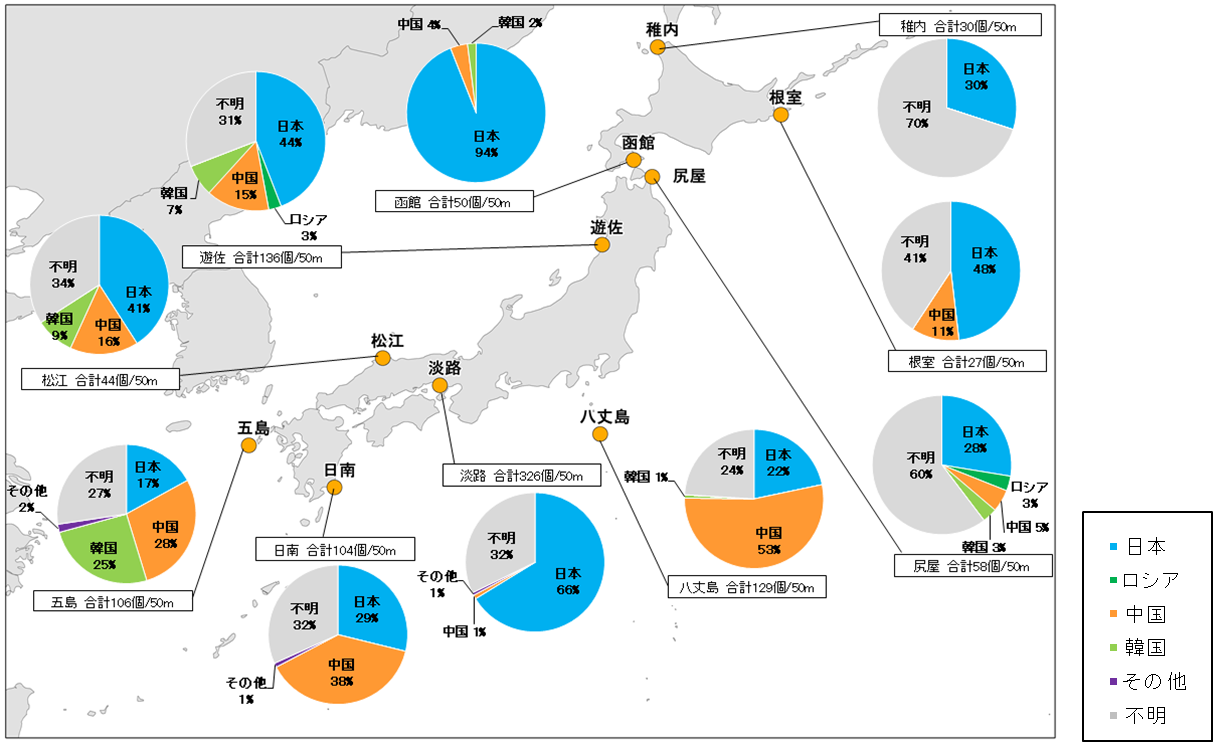 中国 4%
韓国 2%
日本
94%
函館 合計50個/50m
稚内
稚内 合計30個/50m
日本
30%
不明
70%
根室
函館
尻屋
不明
31%
日本
44%
韓国
7%
中国
15%
ロシア
3%
遊佐
遊佐 合計136個/50m
不明
34%
日本
41%
韓国
9%
中国
16%
松江
松江 合計44個/50m
不明
41%
日本
48%
中国
11%
根室 合計27個/50m
淡路
五島
八丈島
日南
不明
60%
日本
28%
ロシア
3%
中国 5%
韓国 3%
尻屋 合計58個/50m
不明
27%
日本
17%
その他
2%
韓国
25%
中国
28%
五島 合計106個/50m
日南 合計104個/50m
不明
32%
日本
29%
その他
1%
中国
38%
淡路 合計326個/50m
不明
32%
日本
66%
その他
1%
中国 1%
韓国 1%
不明
24%
日本
22%
中国
53%
八丈島 合計129個/50m
日本
ロシア
中国
韓国
その他
不明